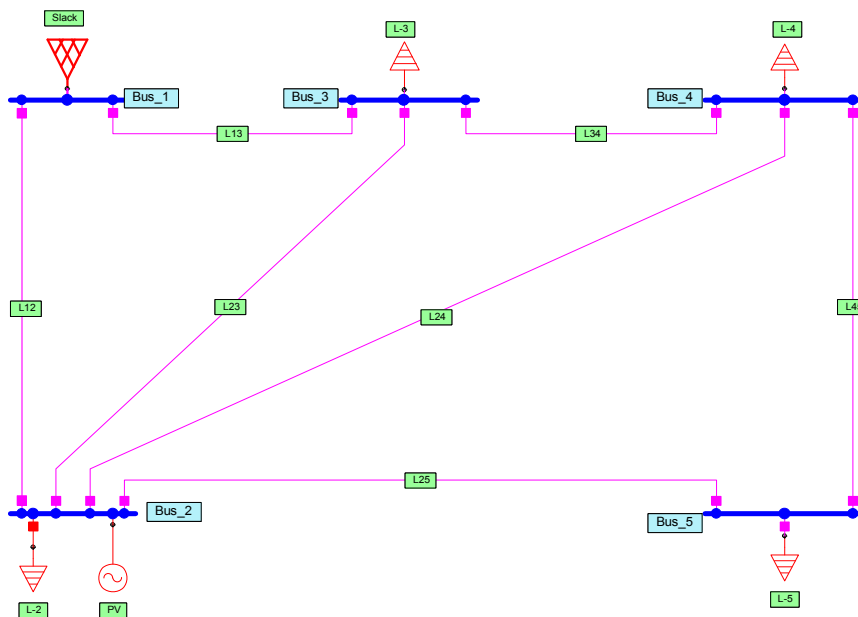 Slack
L-3
L-4
Bus_1
Bus_3
Bus_4
L13
L34
L12
L23
L24
L25
Bus_2
Bus_5
L-2
PV
L-5